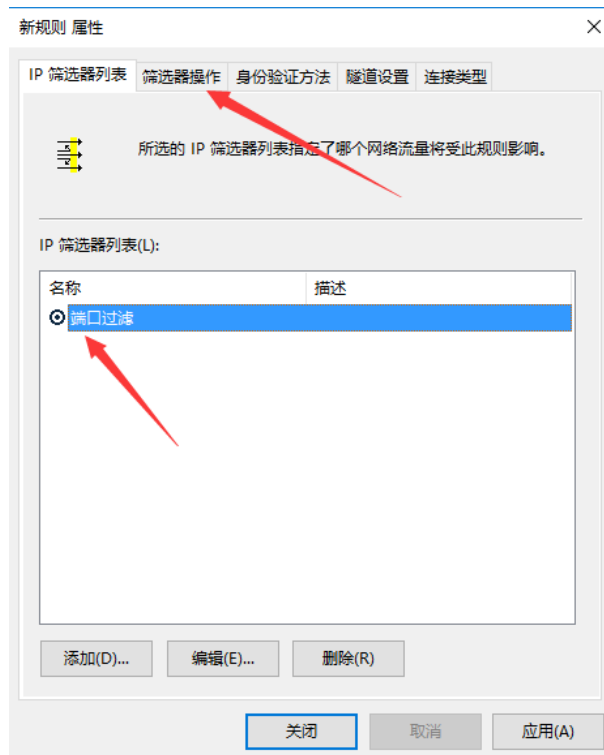 新规则 属性
IP 筛选器列表 筛选器操作 身份验证方法 隧道设置 连接类型
所选的 IP 筛选器列表指定了哪个网络流量将受此规则影响。
IP 筛选器列表(L):
名称 描述
端口过滤
添加(D)... 编辑(E)... 删除(R)
关闭 取消 应用(A)